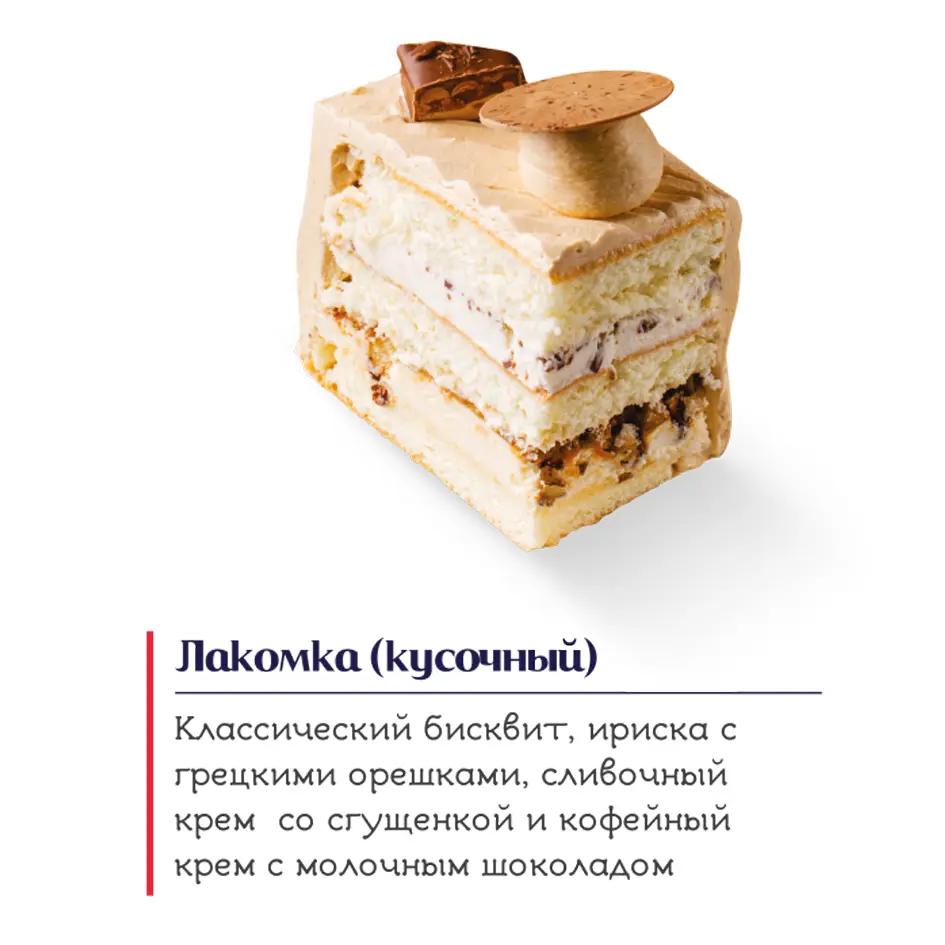 Лакомка (кусочный)
Классический бисквит, ириска с
грецкими орешками, сливочный
крем со сгущенкой и кофейный
крем с молочным шоколадом